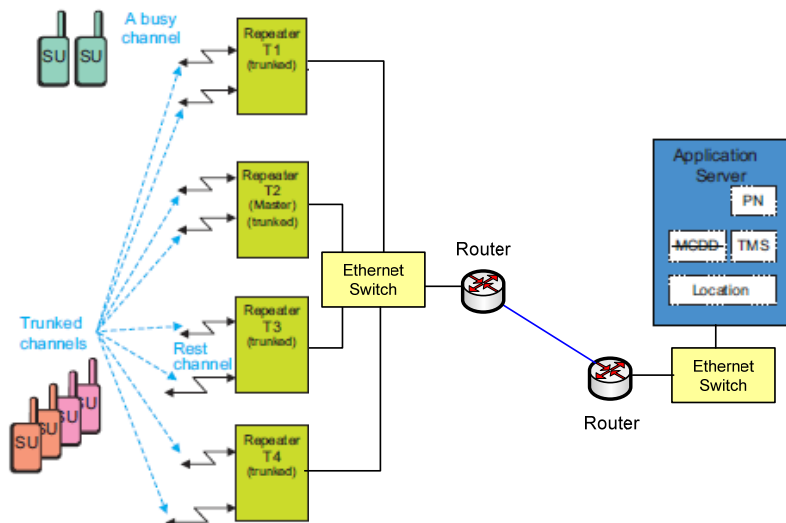 A busy
channel
SU
SU
Repeater
T1
(trunked)
Repeater
T2
(Master)
(trunked)
Repeater
T3
(trunked)
Repeater
T4
(trunked)
Trunked
channels
Rest
channel
SU
SU
SU
SU
Ethernet
Switch
Router
Router
Ethernet
Switch
Application
Server
PN
MCDD
TMS
Location